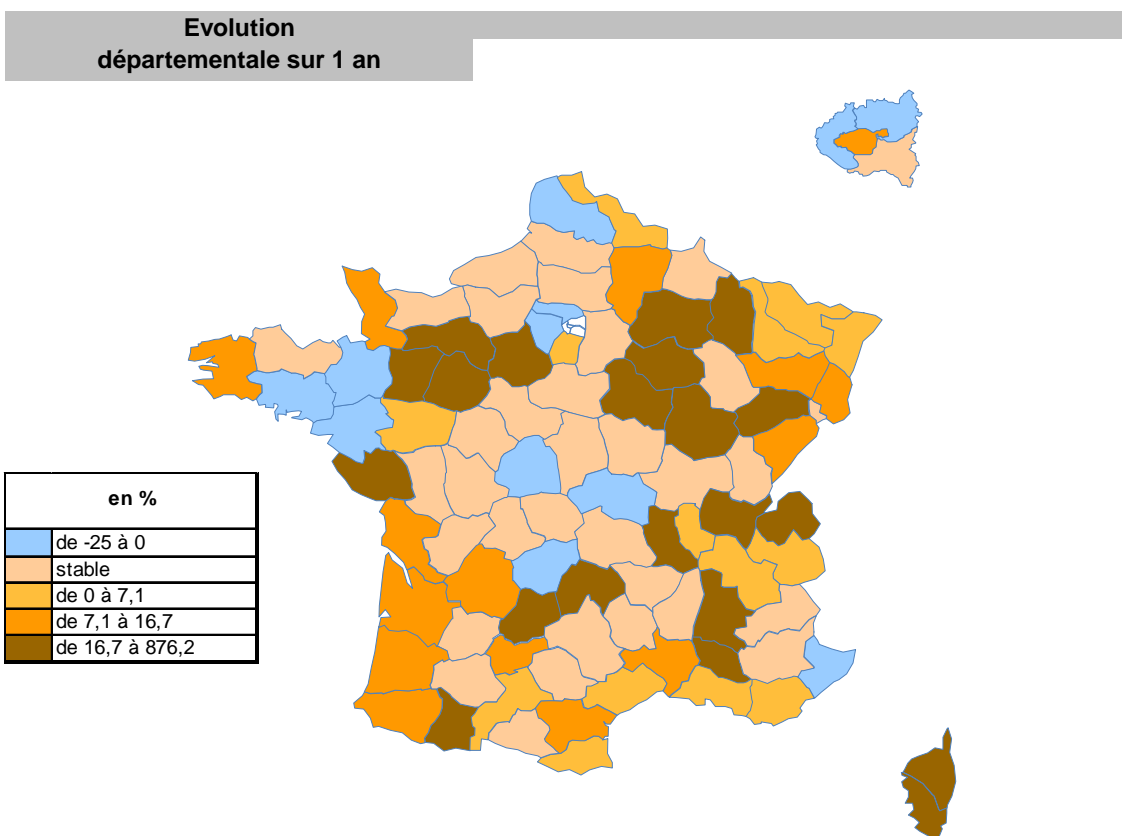 Evolution
départementale sur 1 an
en %
de -25 à 0
stable
de 0 à 7,1
de 7,1 à 16,7
de 16,7 à 876,2